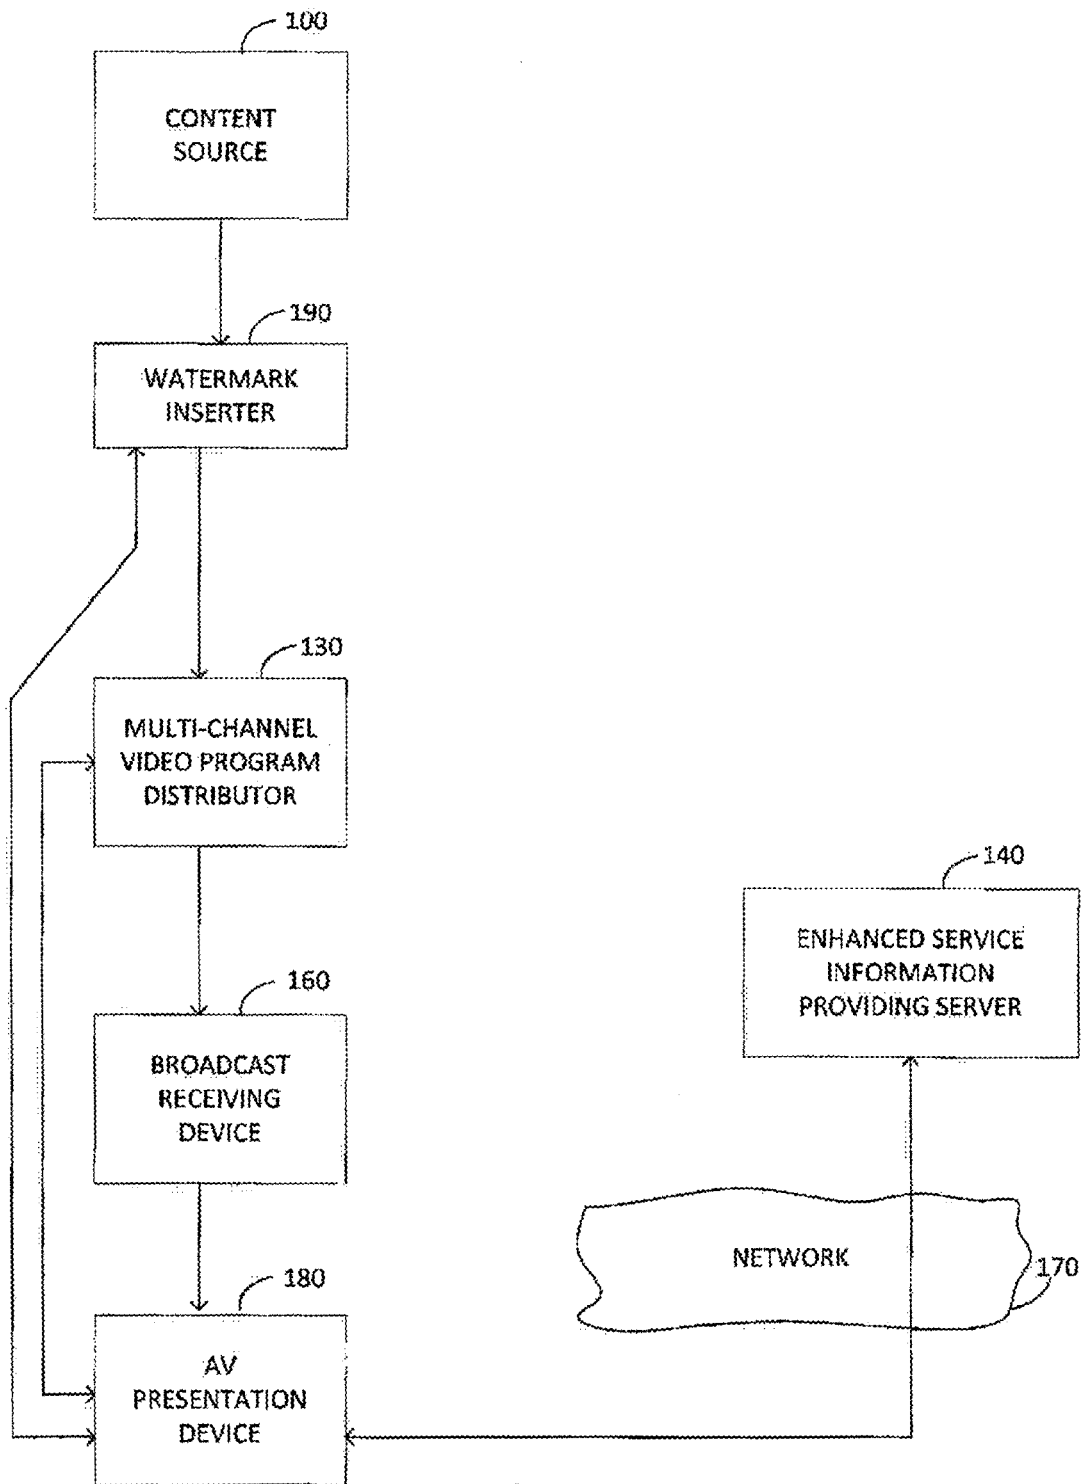 100
CONTENT
SOURCE
190
WATERMARK
INSERTER
130
MULTI-CHANNEL
VIDEO PROGRAM
DISTRIBUTOR
140
ENHANCED SERVICE
INFORMATION
PROVIDING SERVER
160
BROADCAST
RECEIVING
DEVICE
NETWORK
170
180
AV
PRESENTATION
DEVICE